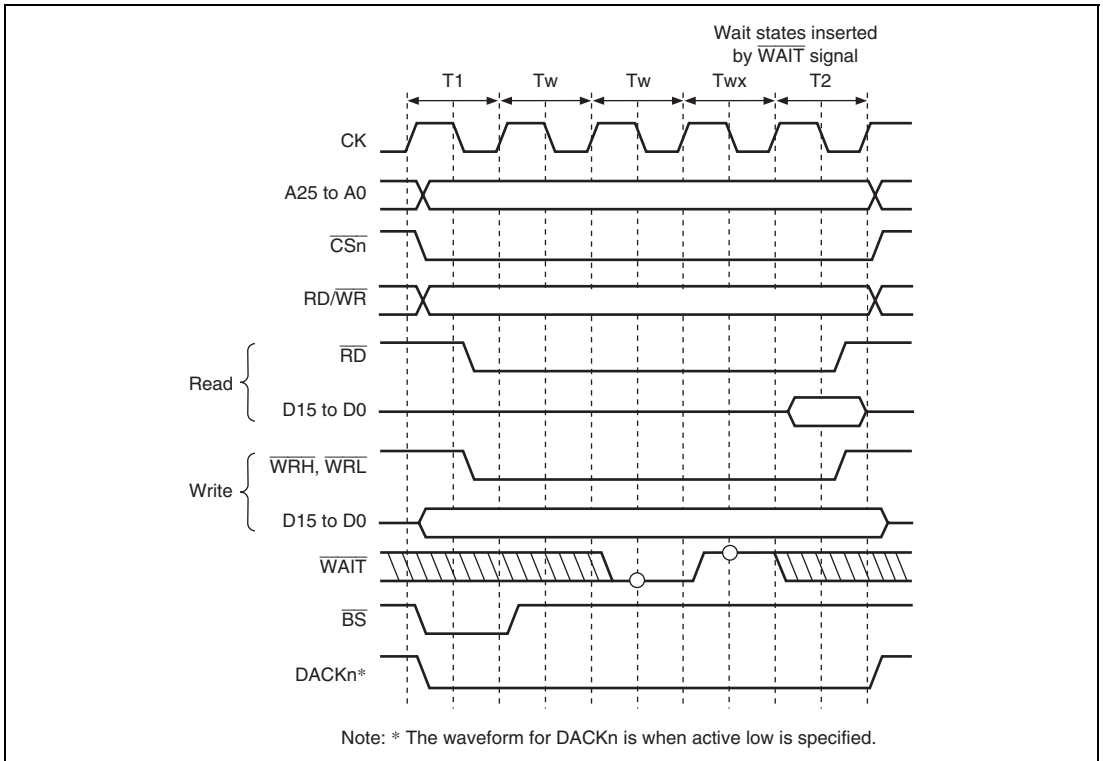 Wait states inserted
by WAIT signal
T1 Tw Tw Twx T2
CK
A25 to A0
CSn
RD/WR
RD
Read
D15 to D0
WRH, WRL
Write
D15 to D0
WAIT
BS
DACKn*
Note: * The waveform for DACKn is when active low is specified.